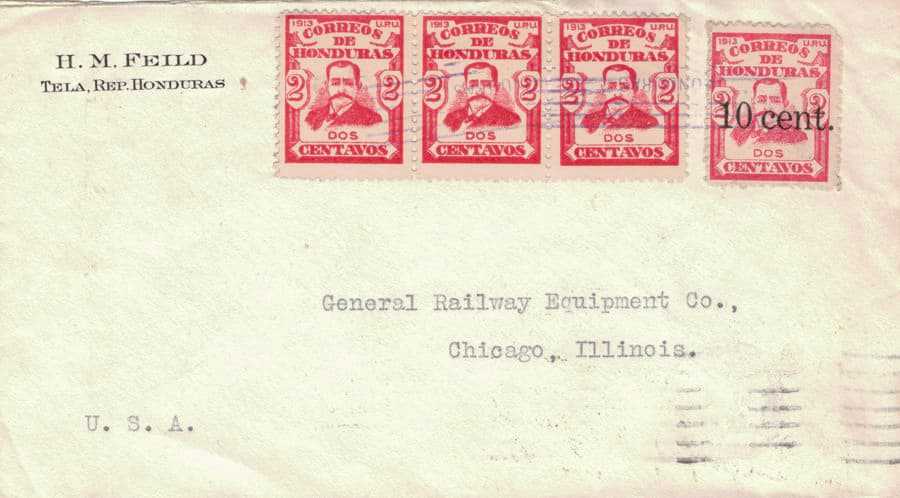 H. M. FEILD
TELA, REP. HONDURAS
1913 U.P.U.
CORREOS
DE
HONDURAS
2 2
DOS
CENTAVOS
1913 U.P.U.
CORREOS
DE
HONDURAS
2 2
DOS
CENTAVOS
1913 U.P.U.
CORREOS
DE
HONDURAS
2 2
DOS
CENTAVOS
1913 U.P.U.
CORREOS
DE
HONDURAS
10 cent.
DOS
CENTAVOS
General Railway Equipment Co.,
Chicago, Illinois.
U. S. A.